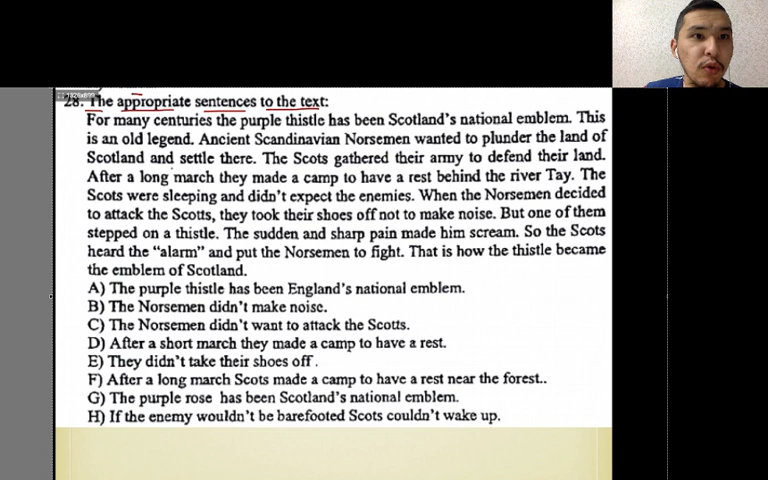 28. The appropriate sentences to the text:
For many centuries the purple thistle has been Scotland's national emblem. This
is an old legend. Ancient Scandinavian Norsemen wanted to plunder the land of
Scotland and settle there. The Scots gathered their army to defend their land.
After a long march they made a camp to have a rest behind the river Tay. The
Scots were sleeping and didn't expect the enemies. When the Norsemen decided
to attack the Scotts, they took their shoes off not to make noise. But one of them
stepped on a thistle. The sudden and sharp pain made him scream. So the Scots
heard the “alarm” and put the Norsemen to fight. That is how the thistle became
the emblem of Scotland.
A) The purple thistle has been England's national emblem.
B) The Norsemen didn't make noise.
C) The Norsemen didn't want to attack the Scotts.
D) After a short march they made a camp to have a rest.
E) They didn't take their shoes off.
F) After a long march Scots made a camp to have a rest near the forest..
G) The purple rose has been Scotland's national emblem.
H) If the enemy wouldn't be barefooted Scots couldn't wake up.